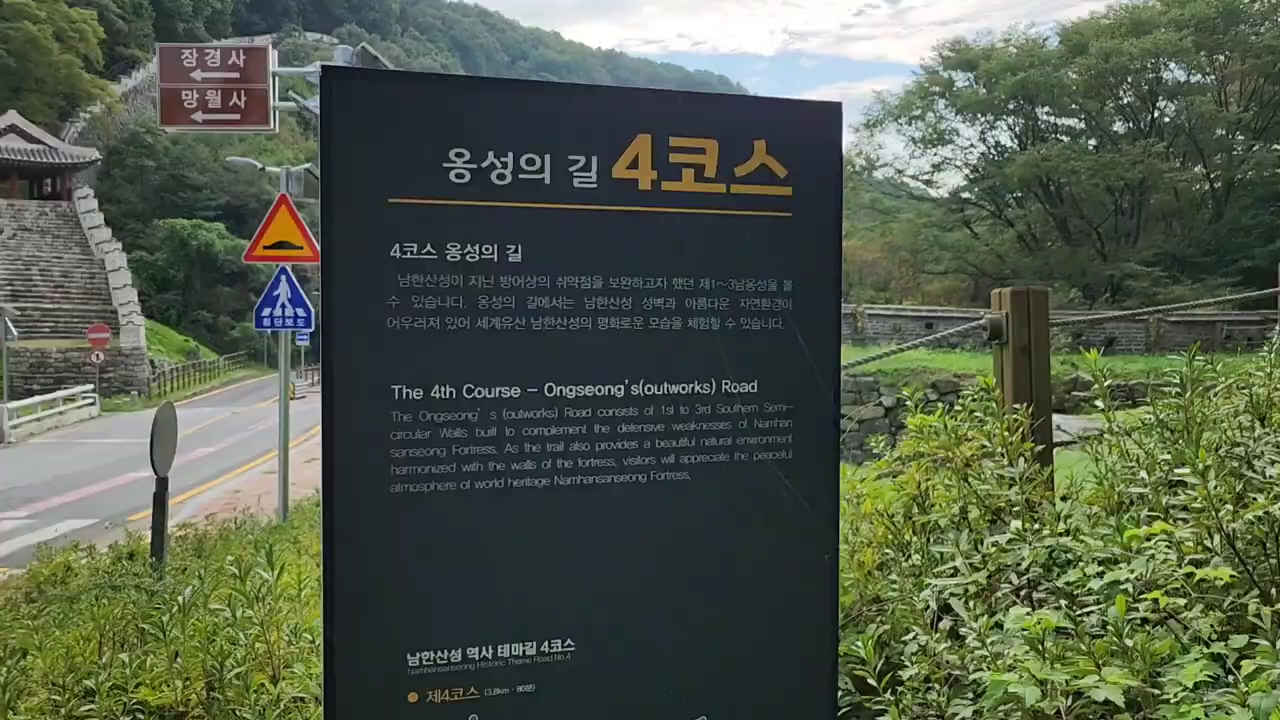 장경사
망월사
횡단보도
옹성의 길 4코스
4코스 옹성의 길
남한산성이 지닌 방어상의 취약점을 보완하고자 했던 제1~3남옹성을 볼
수 있습니다. 옹성의 길에서는 남한산성 성벽과 아름다운 자연환경이
어우러져 있어 세계유산 남한산성의 평화로운 모습을 체험할 수 있습니다.
The 4th Course - Ongseong's(outworks) Road
The Ongseong's (outworks) Road consists of 1st to 3rd Southern Semi-
circular Walls built to complement the defensive weaknesses of Namhan
sanseong Fortress. As the trail also provides a beautiful natural environment
harmonized with the walls of the fortress, visitors will appreciate the peaceful
atmosphere of world heritage Namhansanseong Fortress.
남한산성 역사 테마길 4코스
Namhansanseong Historic Theme Road No.4
제4코스 (3.8km · 80분)